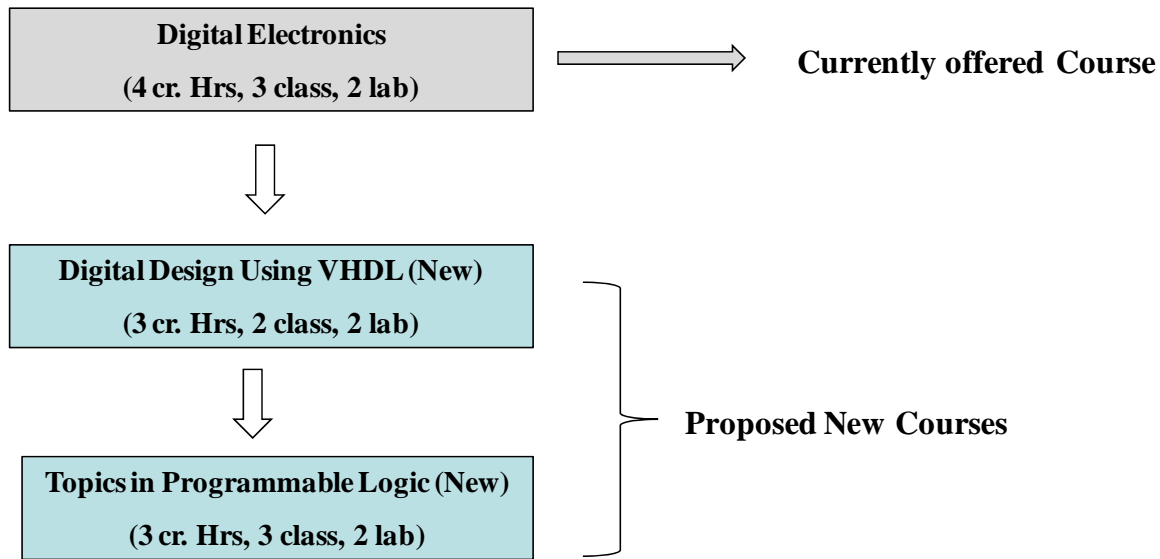 Digital Electronics
(4 cr. Hrs, 3 class, 2 lab)
Currently offered Course
Digital Design Using VHDL (New)
(3 cr. Hrs, 2 class, 2 lab)
Proposed New Courses
Topics in Programmable Logic (New)
(3 cr. Hrs, 3 class, 2 lab)